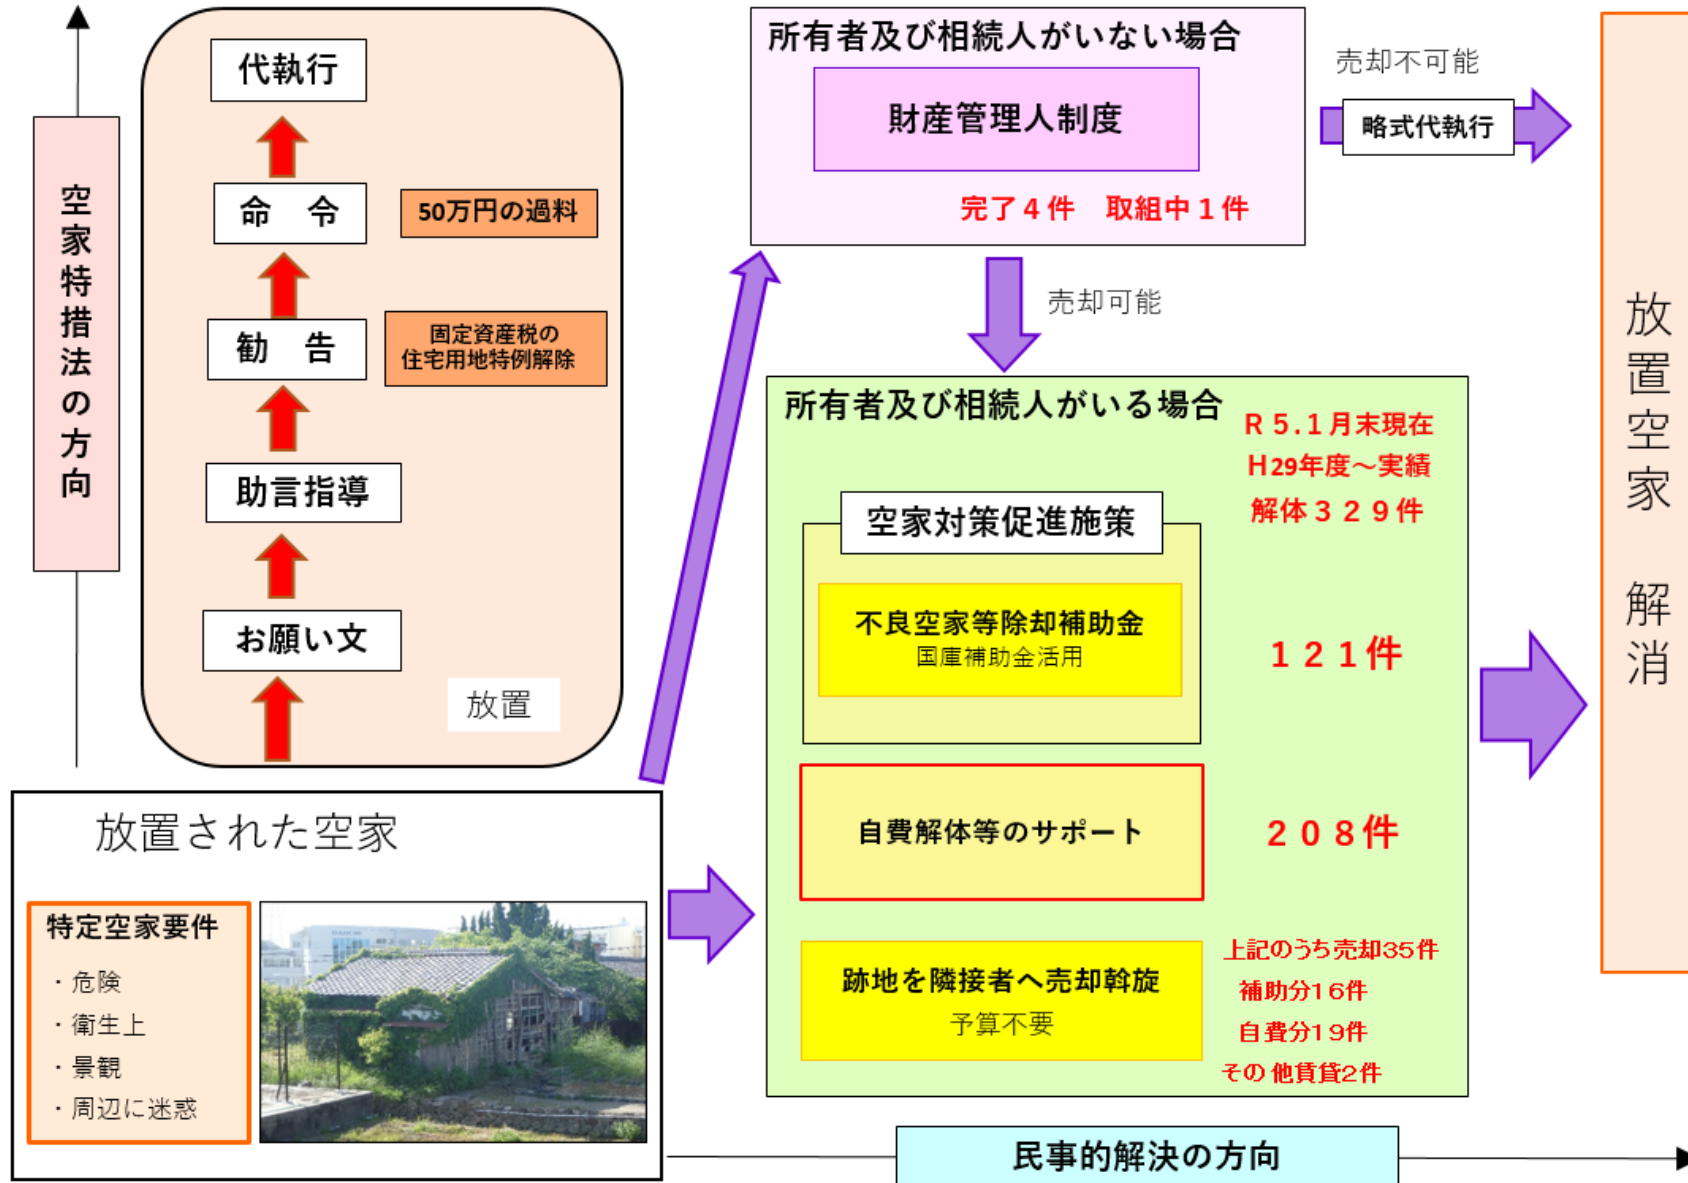 空家特措法の方向
代執行
命　令
50万円の過料
勧　告
固定資産税の
住宅用地特例解除
助言指導
お願い文
放置
放置された空家
特定空家要件
・危険
・衛生上
・景観
・周辺に迷惑
所有者及び相続人がいない場合
財産管理人制度
完了４件　取組中１件
売却不可能
略式代執行
売却可能
所有者及び相続人がいる場合
Ｒ５.１月末現在
Ｈ29年度～実績
解体３２９件
空家対策促進施策
不良空家等除却補助金
国庫補助金活用
１２１件
自費解体等のサポート
２０８件
跡地を隣接者へ売却斡旋
予算不要
上記のうち売却35件
補助分16件
自費分19件
その他賃貸2件
放置空家　解消
民事的解決の方向